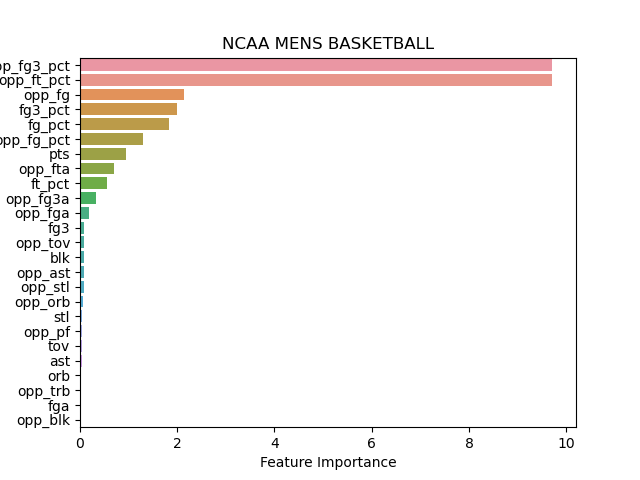 NCAA MENS BASKETBALL
pp_fg3_pct
opp_ft_pct
opp_fg
fg3_pct
fg_pct
opp_fg_pct
pts
opp_fta
ft_pct
opp_fg3a
opp_fga
fg3
opp_tov
blk
opp_ast
opp_stl
opp_orb
stl
opp_pf
tov
ast
orb
opp_trb
fga
opp_blk
0 2 4 6 8 10
Feature Importance